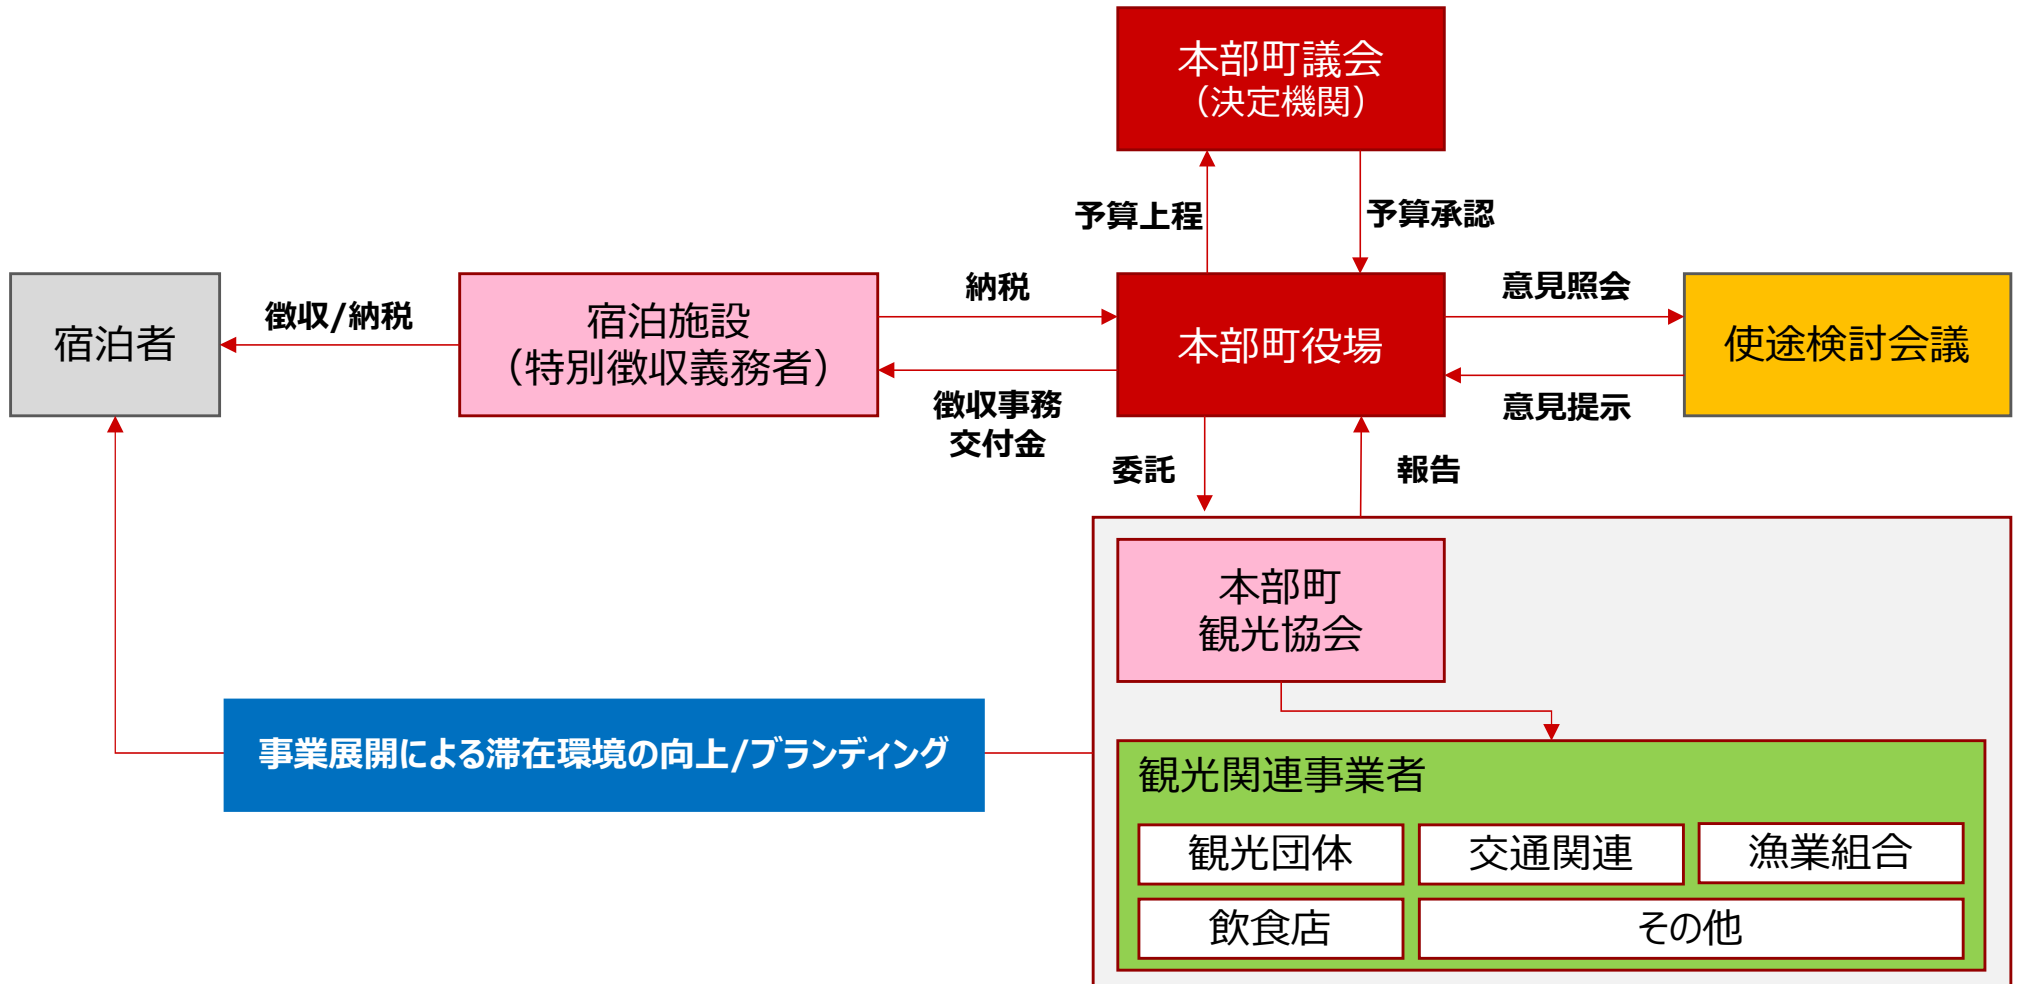 本部町議会
（決定機関）
予算上程
予算承認
宿泊者
徴収/納税
宿泊施設
（特別徴収義務者）
納税
徴収事務
交付金
本部町役場
意見照会
意見提示
使途検討会議
委託
報告
本部町
観光協会
事業展開による滞在環境の向上/ブランディング
観光関連事業者
観光団体
交通関連
漁業組合
飲食店
その他